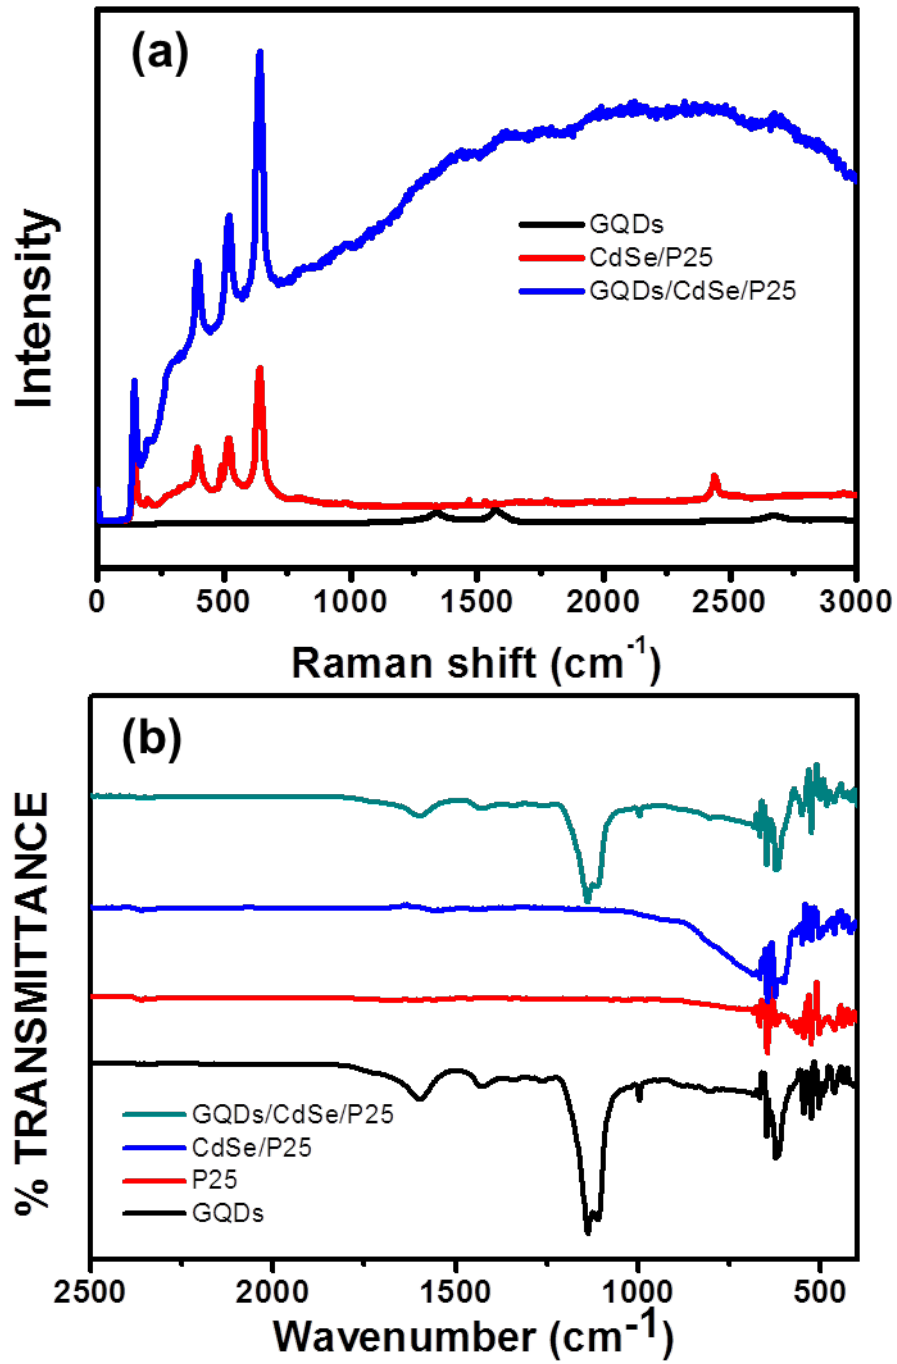 (a)
Intensity
GQDs
CdSe/P25
GQDs/CdSe/P25
0 500 1000 1500 2000 2500 3000
Raman shift (cm-1)
(b)
% TRANSMITTANCE
GQDs/CdSe/P25
CdSe/P25
P25
GQDs
2500 2000 1500 1000 500
Wavenumber (cm-1)